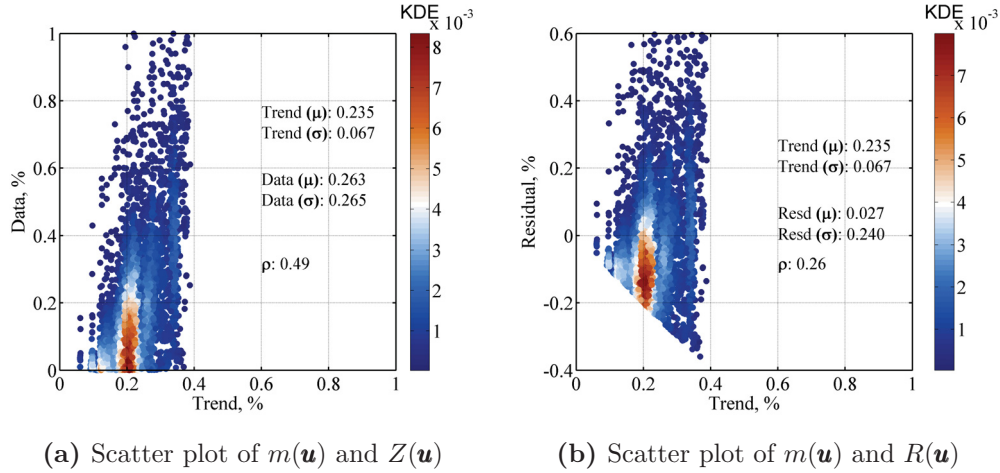 KDE
x 10⁻³
1
0.8
0.6
0.4
0.2
0
Data, %
0 0.2 0.4 0.6 0.8 1
Trend, %
Trend (μ): 0.235
Trend (σ): 0.067
Data (μ): 0.263
Data (σ): 0.265
ρ: 0.49
8
7
6
5
4
3
2
1
(a) Scatter plot of m(u) and Z(u)
KDE
x 10⁻³
0.6
0.4
0.2
0
-0.2
-0.4
Residual, %
0 0.2 0.4 0.6 0.8 1
Trend, %
Trend (μ): 0.235
Trend (σ): 0.067
Resd (μ): 0.027
Resd (σ): 0.240
ρ: 0.26
7
6
5
4
3
2
1
(b) Scatter plot of m(u) and R(u)